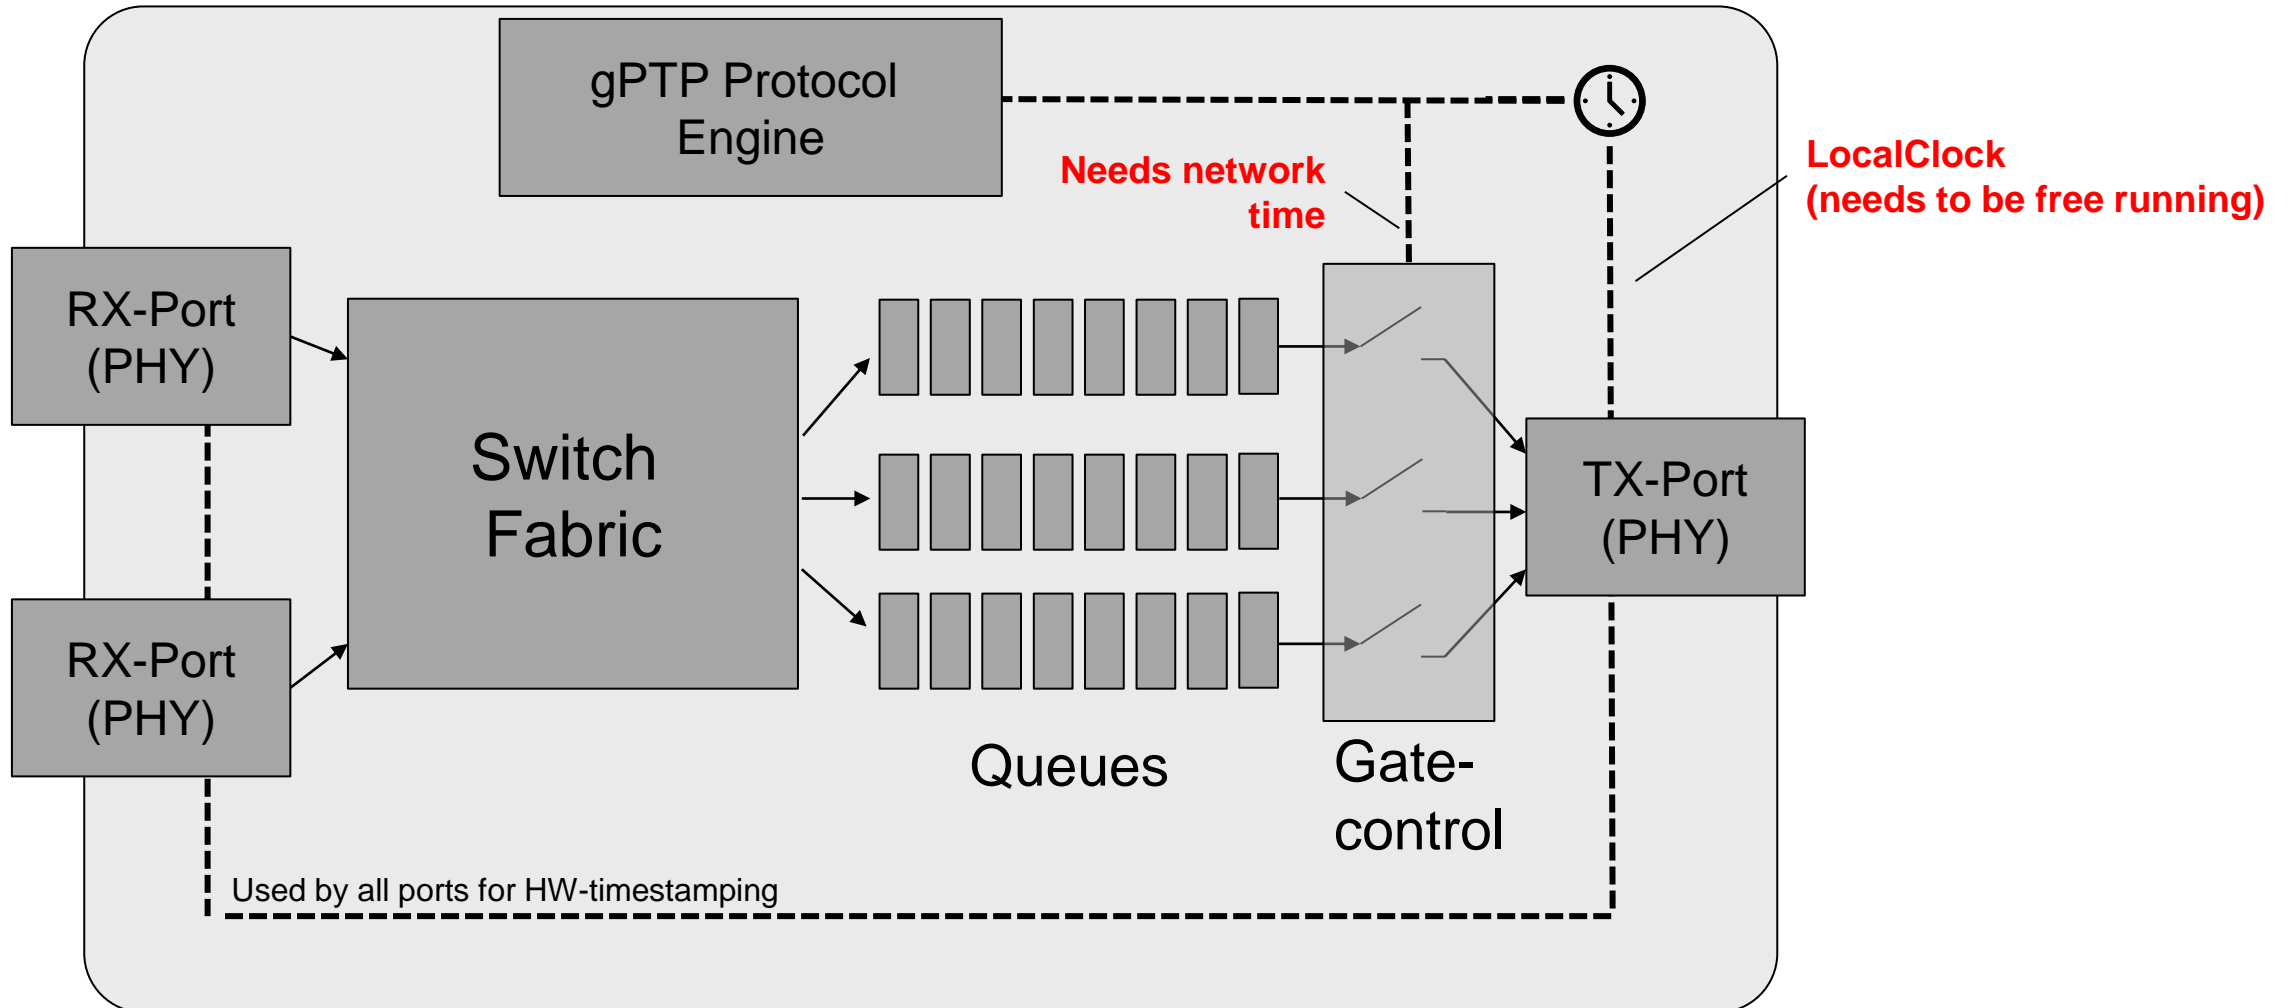 gPTP Protocol
Engine
Needs network
time
LocalClock
(needs to be free running)
RX-Port
(PHY)
Switch
Fabric
TX-Port
(PHY)
RX-Port
(PHY)
Queues
Gate-
control
Used by all ports for HW-timestamping